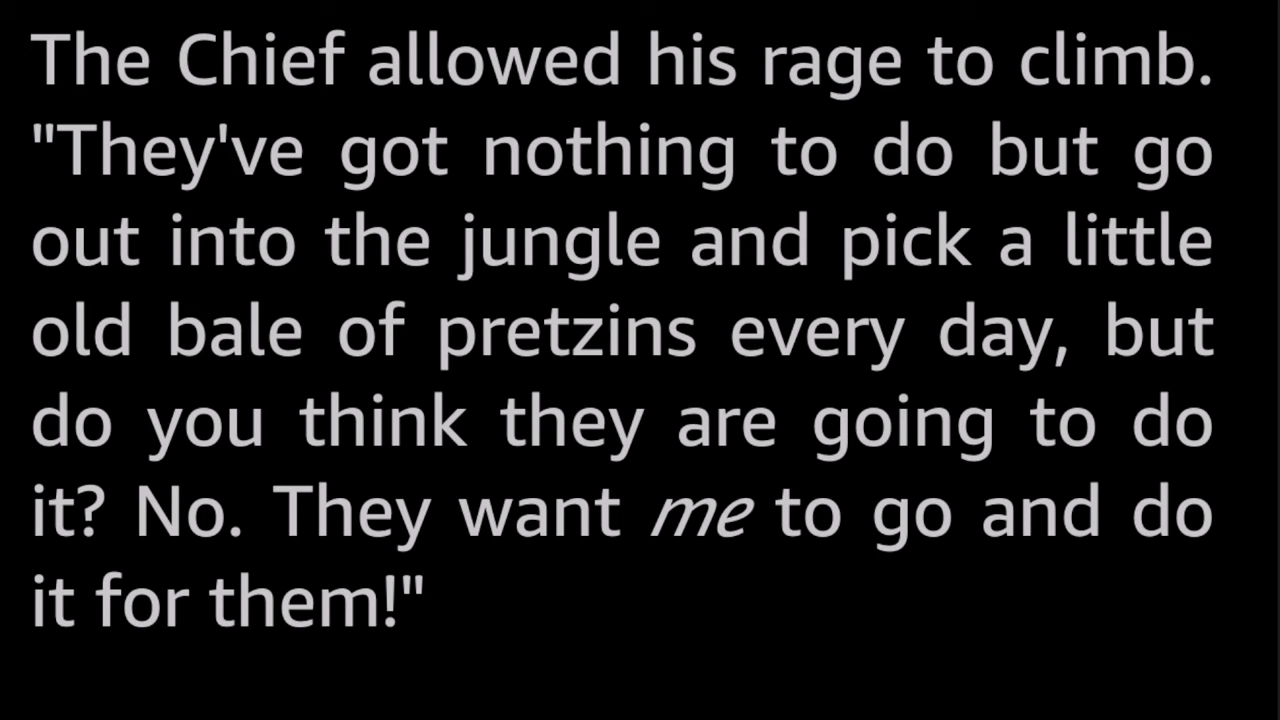 The Chief allowed his rage to climb.
"They've got nothing to do but go
out into the jungle and pick a little
old bale of pretzins every day, but
do you think they are going to do
it? No. They want me to go and do
it for them!"